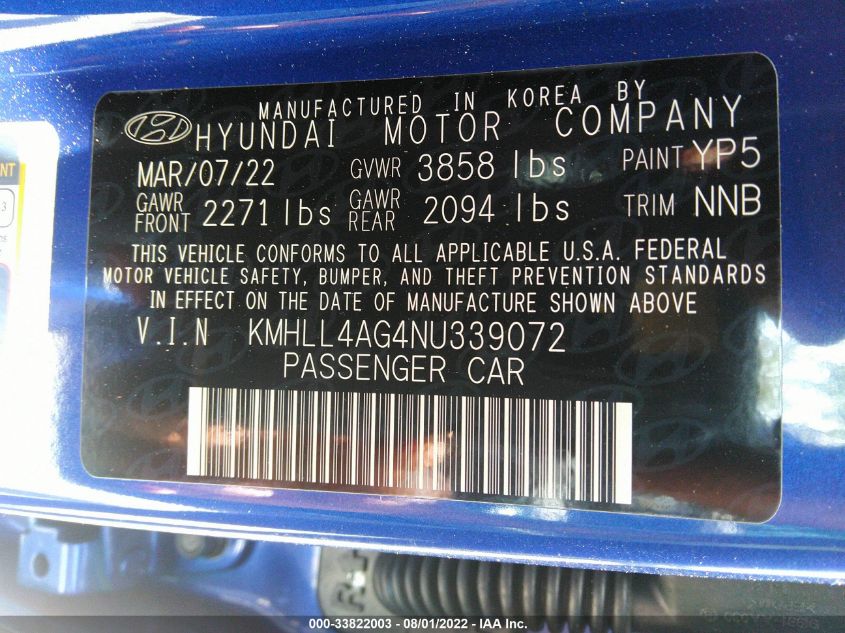 MANUFACTURED IN KOREA BY
HYUNDAI MOTOR COMPANY
MAR/07/22 GVWR 3858 lbs PAINT YP5
GAWR FRONT 2271 lbs GAWR REAR 2094 lbs TRIM NNB
THIS VEHICLE CONFORMS TO ALL APPLICABLE U.S.A. FEDERAL
MOTOR VEHICLE SAFETY, BUMPER, AND THEFT PREVENTION STANDARDS
IN EFFECT ON THE DATE OF MANUFACTURE SHOWN ABOVE
V.I.N KMHLL4AG4NU339072
PASSENGER CAR
000-33822003 - 08/01/2022 - IAA Inc.